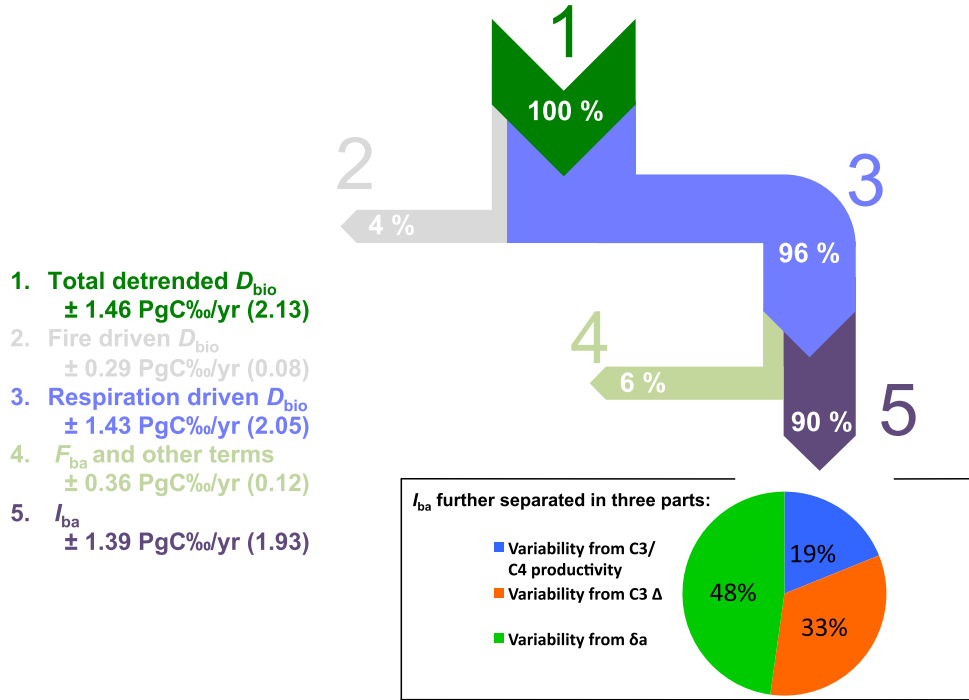 1
100 %
2
4 %
3
96 %
4
6 %
5
90 %
1. Total detrended Dbio
± 1.46 PgC‰/yr (2.13)
2. Fire driven Dbio
± 0.29 PgC‰/yr (0.08)
3. Respiration driven Dbio
± 1.43 PgC‰/yr (2.05)
4. Fba and other terms
± 0.36 PgC‰/yr (0.12)
5. Iba
± 1.39 PgC‰/yr (1.93)
Iba further separated in three parts:
Variability from C3/
C4 productivity
Variability from C3 Δ
Variability from δa
19%
33%
48%